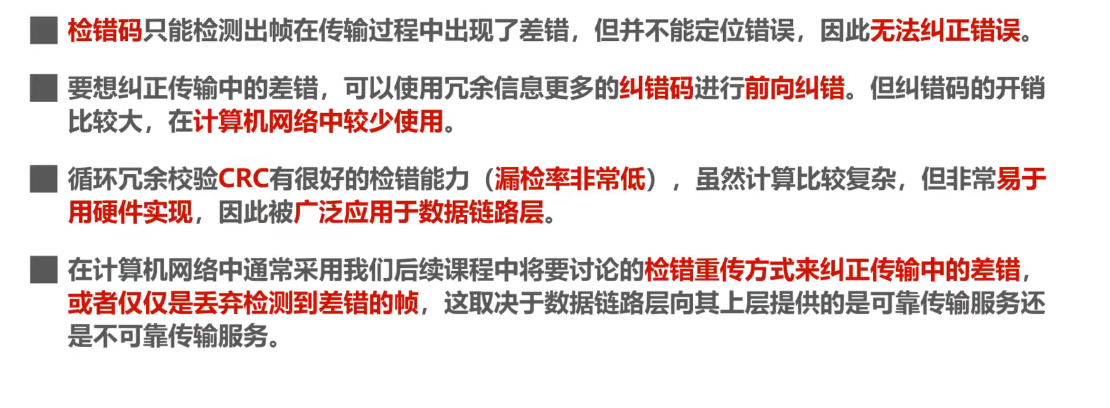 检错码只能检测出帧在传输过程中出现了差错，但并不能定位错误，因此无法纠正错误。
要想纠正传输中的差错，可以使用冗余信息更多的纠错码进行前向纠错。但纠错码的开销
比较大，在计算机网络中较少使用。
循环冗余校验CRC有很好的检错能力（漏检率非常低），虽然计算比较复杂，但非常易于
用硬件实现，因此被广泛应用于数据链路层。
在计算机网络中通常采用我们后续课程中将要讨论的检错重传方式来纠正传输中的差错，
或者仅仅是丢弃检测到差错的帧，这取决于数据链路层向其上层提供的是可靠传输服务还
是不可靠传输服务。